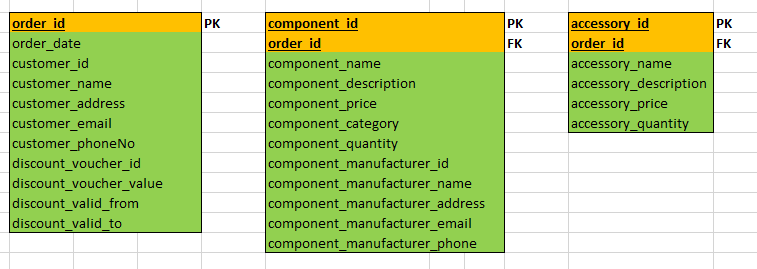 order_id PK
order_date
customer_id
customer_name
customer_address
customer_email
customer_phoneNo
discount_voucher_id
discount_voucher_value
discount_valid_from
discount_valid_to
component_id PK
order_id FK
component_name
component_description
component_price
component_category
component_quantity
component_manufacturer_id
component_manufacturer_name
component_manufacturer_address
component_manufacturer_email
component_manufacturer_phone
accessory_id PK
order_id FK
accessory_name
accessory_description
accessory_price
accessory_quantity